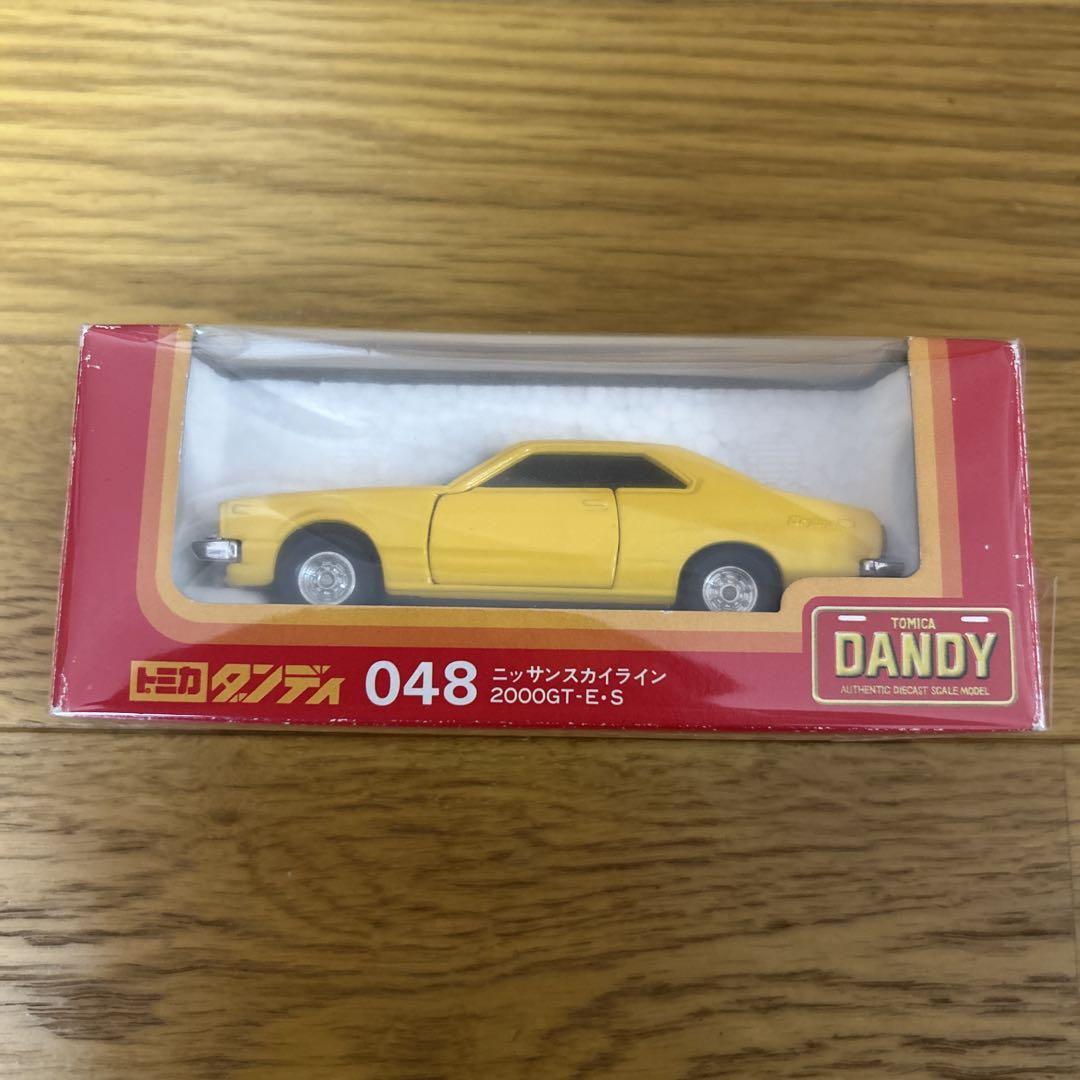 トミカ ダンディ 048 ニッサンスカイライン
2000GT-E・S
TOMICA
DANDY
AUTHENTIC DIECAST SCALE MODEL